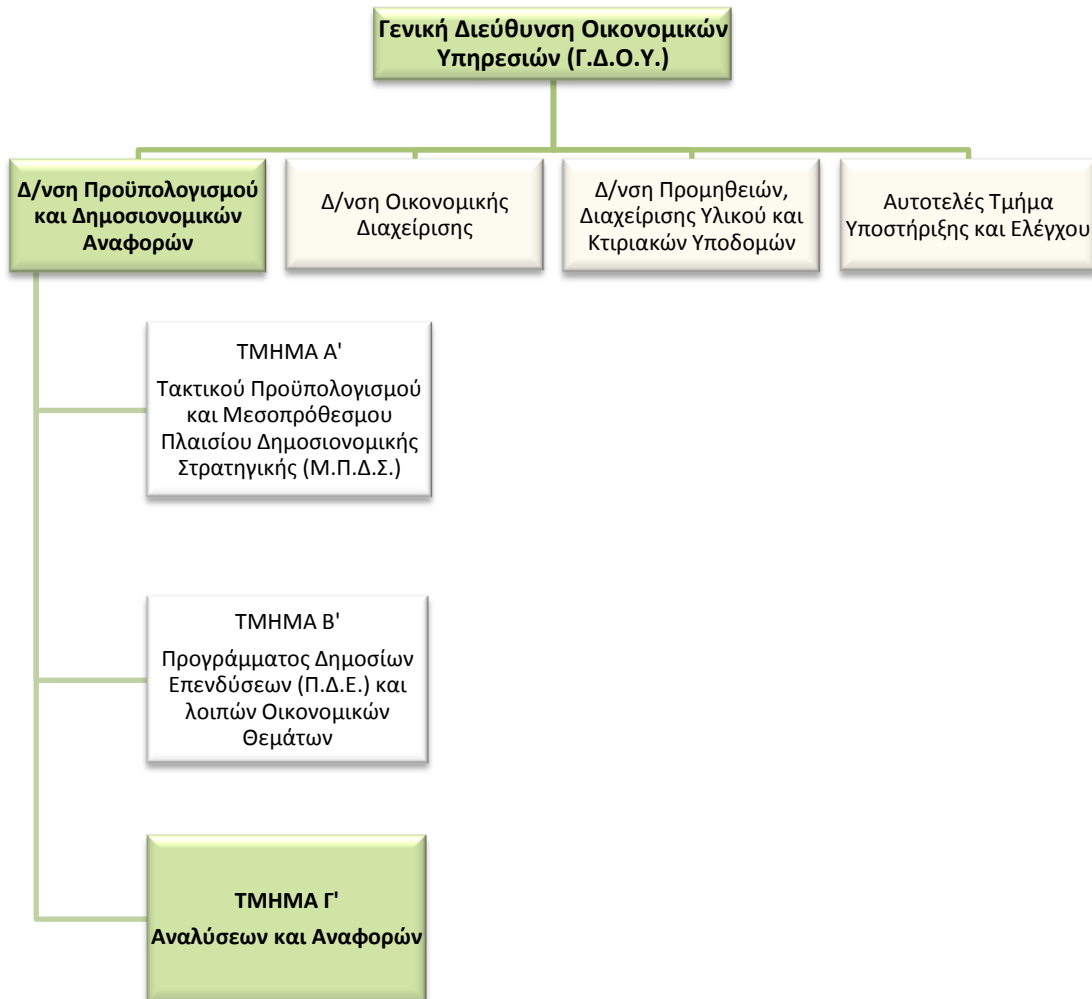 Γενική Διεύθυνση Οικονομικών
Υπηρεσιών (Γ.Δ.Ο.Υ.)
Δ/νση Προϋπολογισμού
και Δημοσιονομικών
Αναφορών
Δ/νση Οικονομικής
Διαχείρισης
Δ/νση Προμηθειών,
Διαχείρισης Υλικού και
Κτιριακών Υποδομών
Αυτοτελές Τμήμα
Υποστήριξης και Ελέγχου
ΤΜΗΜΑ Α'
Τακτικού Προϋπολογισμού
και Μεσοπρόθεσμου
Πλαισίου Δημοσιονομικής
Στρατηγικής (Μ.Π.Δ.Σ.)
ΤΜΗΜΑ Β'
Προγράμματος Δημοσίων
Επενδύσεων (Π.Δ.Ε.) και
λοιπών Οικονομικών
Θεμάτων
ΤΜΗΜΑ Γ'
Αναλύσεων και Αναφορών